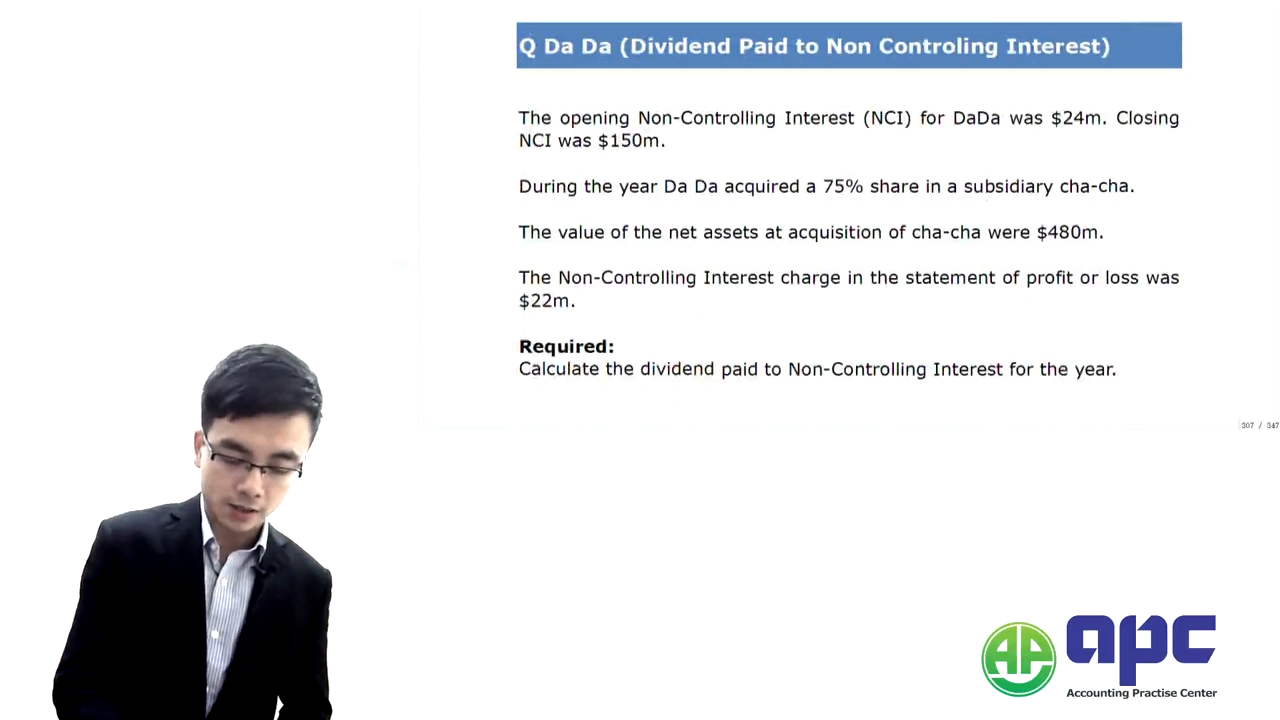 Q Da Da (Dividend Paid to Non Controling Interest)
The opening Non-Controlling Interest (NCI) for DaDa was $24m. Closing
NCI was $150m.
During the year Da Da acquired a 75% share in a subsidiary cha-cha.
The value of the net assets at acquisition of cha-cha were $480m.
The Non-Controlling Interest charge in the statement of profit or loss was
$22m.
Required:
Calculate the dividend paid to Non-Controlling Interest for the year.
307 / 347
AP
apc
Accounting Practise Center